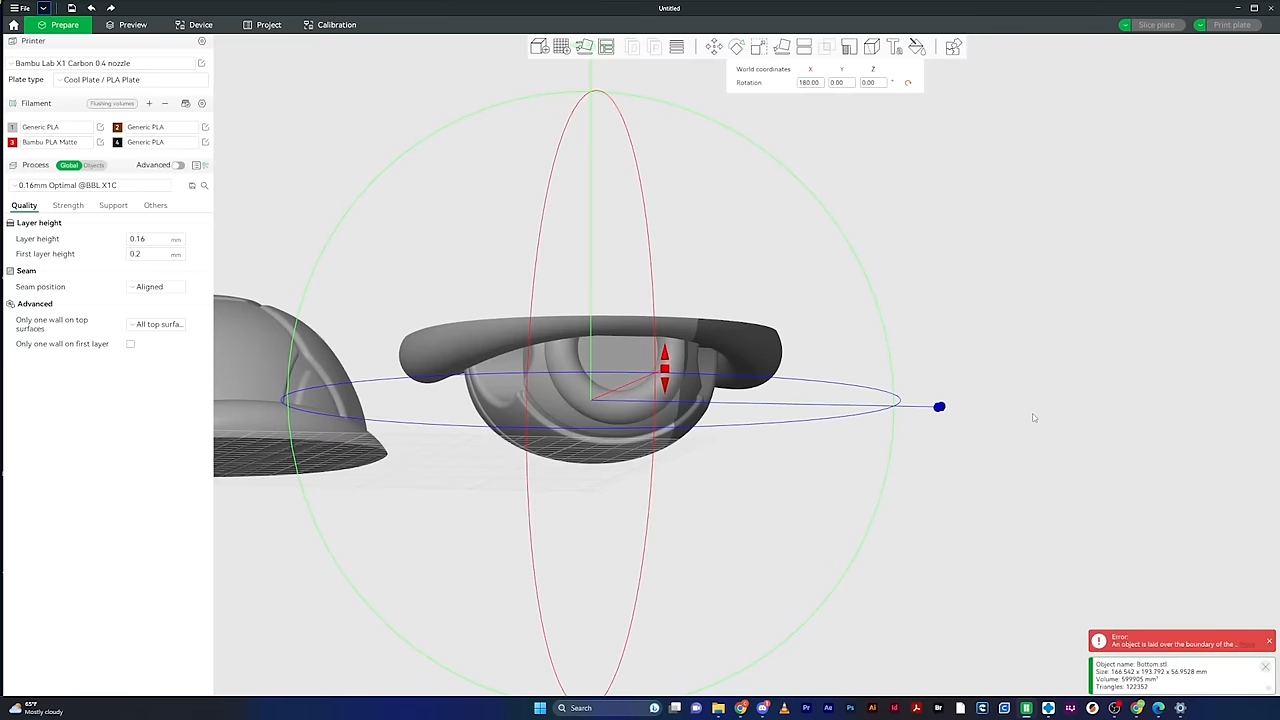 File
Untitled
Prepare
Preview
Device
Project
Calibration
Slice plate
Print plate
Printer
Bambu Lab X1 Carbon 0.4 nozzle
Plate type
Cool Plate / PLA Plate
World coordinates X Y Z
Rotation 180.00 0.00 0.00 °
Filament
Flushing volumes
1 Generic PLA
2 Generic PLA
3 Bambu PLA Matte
4 Generic PLA
Process
Global
Objects
Advanced
0.16mm Optimal @BBL X1C
Quality
Strength
Support
Others
Layer height
Layer height 0.16 mm
First layer height 0.2 mm
Seam
Seam position Aligned
Advanced
Only one wall on top
surfaces
All top surfa...
Only one wall on first layer
Error:
An object is laid over the boundary of the ..
Object name: Bottom.stl
Size: 166.542 x 193.792 x 56.9528 mm
Volume: 599905 mm³
Triangles: 122352
65°F
Mostly cloudy
Search
Pr
Ae
Ps
Ai
Id
Br